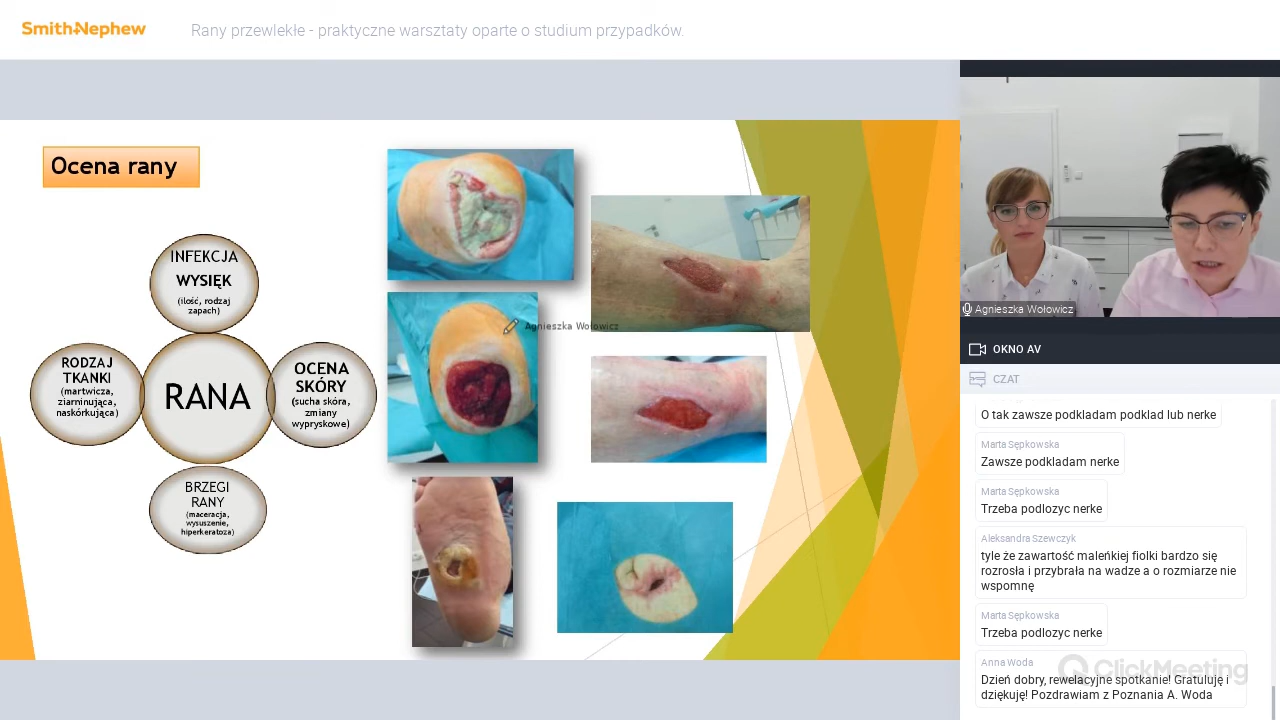 Smith+Nephew
Rany przewlekłe - praktyczne warsztaty oparte o studium przypadków.
Ocena rany
INFEKCJA
WYSIĘK
(ilość, rodzaj
zapach)
RODZAJ
TKANKI
(martwicza,
ziarminująca,
naskórkująca)
RANA
OCENA
SKÓRY
(sucha skóra,
zmiany
wypryskowe)
BRZEGI
RANY
(maceracja,
wysuszenie,
hiperkeratoza)
Agnieszka Wołowicz
Agnieszka Wołowicz
OKNO AV
CZAT
O tak zawsze podkladam podklad lub nerke
Marta Sępkowska
Zawsze podkladam nerke
Marta Sępkowska
Trzeba podlozyc nerke
Aleksandra Szewczyk
tyle że zawartość maleńkiej fiolki bardzo się
rozrosła i przybrała na wadze a o rozmiarze nie
wspomnę
Marta Sępkowska
Trzeba podlozyc nerke
Anna Woda
Dzień dobry, rewelacyjne spotkanie! Gratuluję i
dziękuję! Pozdrawiam z Poznania A. Woda
ClickMeeting